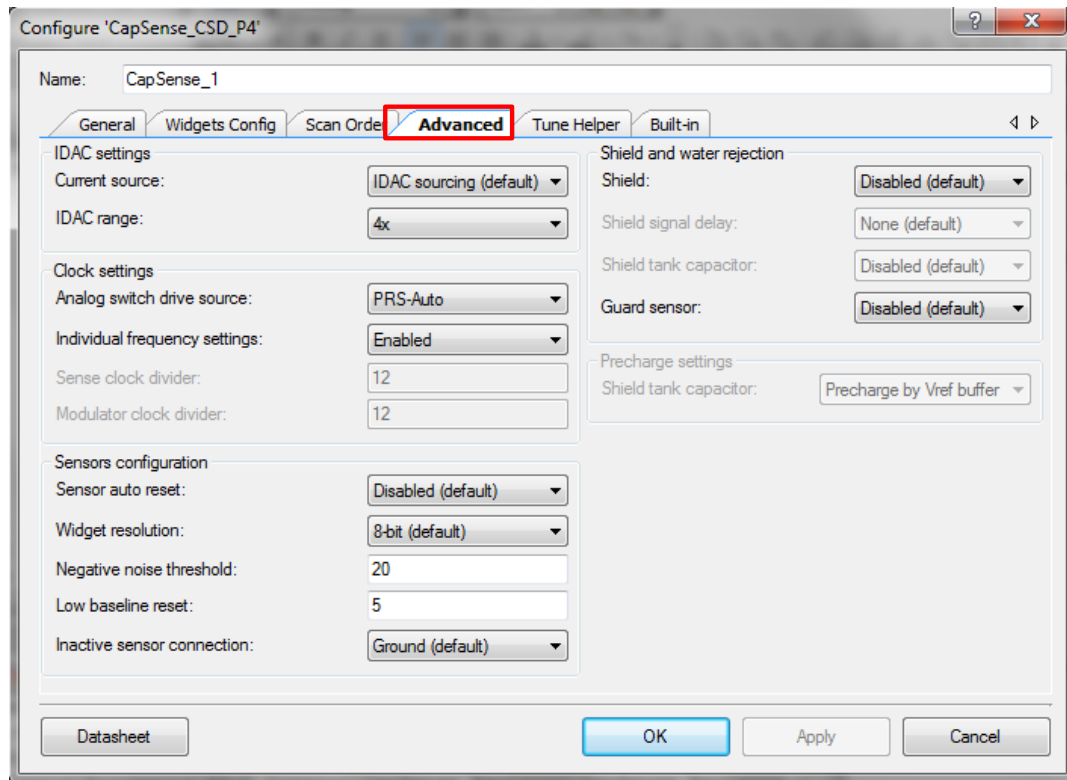 Configure 'CapSense_CSD_P4'
?
X
Name: CapSense_1
General Widgets Config Scan Order Advanced Tune Helper Built-in
IDAC settings
Current source: IDAC sourcing (default)
IDAC range: 4x
Clock settings
Analog switch drive source: PRS-Auto
Individual frequency settings: Enabled
Sense clock divider: 12
Modulator clock divider: 12
Sensors configuration
Sensor auto reset: Disabled (default)
Widget resolution: 8-bit (default)
Negative noise threshold: 20
Low baseline reset: 5
Inactive sensor connection: Ground (default)
Shield and water rejection
Shield: Disabled (default)
Shield signal delay: None (default)
Shield tank capacitor: Disabled (default)
Guard sensor: Disabled (default)
Precharge settings
Shield tank capacitor: Precharge by Vref buffer
Datasheet OK Apply Cancel